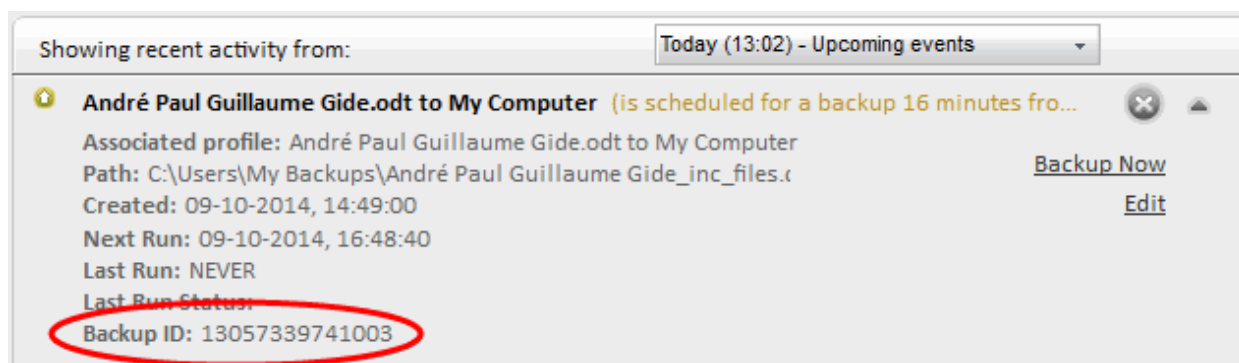 Showing recent activity from: Today (13:02) - Upcoming events
André Paul Guillaume Gide.odt to My Computer (is scheduled for a backup 16 minutes fro...
Associated profile: André Paul Guillaume Gide.odt to My Computer
Path: C:\Users\My Backups\André Paul Guillaume Gide_inc_files.
Backup Now
Created: 09-10-2014, 14:49:00
Edit
Next Run: 09-10-2014, 16:48:40
Last Run: NEVER
Last Run Status:
Backup ID: 13057339741003